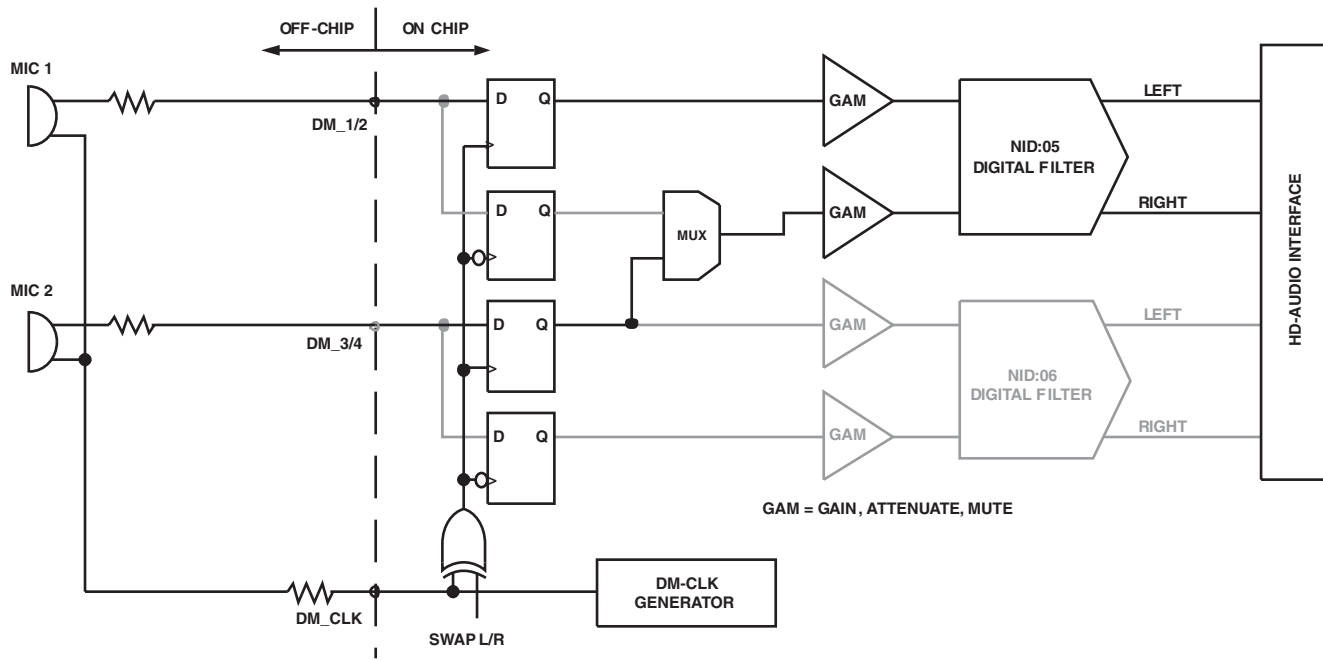 OFF-CHIP
ON CHIP
MIC 1
DM_1/2
D
Q
GAM
NID:05
DIGITAL FILTER
LEFT
D
Q
MUX
GAM
RIGHT
HD-AUDIO INTERFACE
MIC 2
DM_3/4
D
Q
GAM
NID:06
DIGITAL FILTER
LEFT
D
Q
GAM
RIGHT
GAM = GAIN, ATTENUATE, MUTE
DM_CLK
SWAP L/R
DM-CLK
GENERATOR